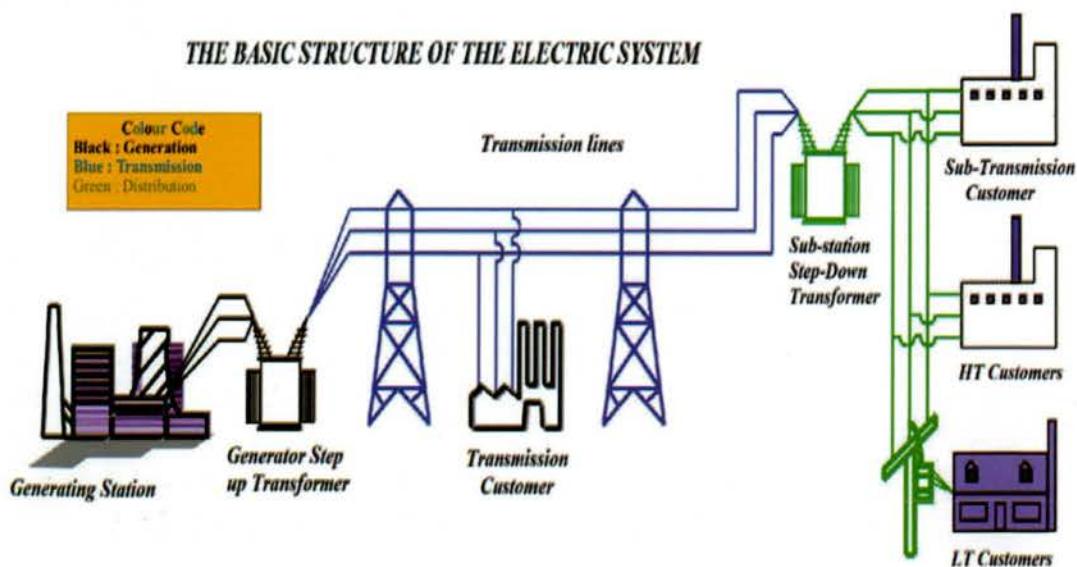 THE BASIC STRUCTURE OF THE ELECTRIC SYSTEM
Colour Code
Black : Generation
Blue : Transmission
Green : Distribution
Transmission lines
Sub-Transmission
Customer
Sub-station
Step-Down
Transformer
HT Customers
Generating Station
Generator Step
up Transformer
Transmission
Customer
LT Customers